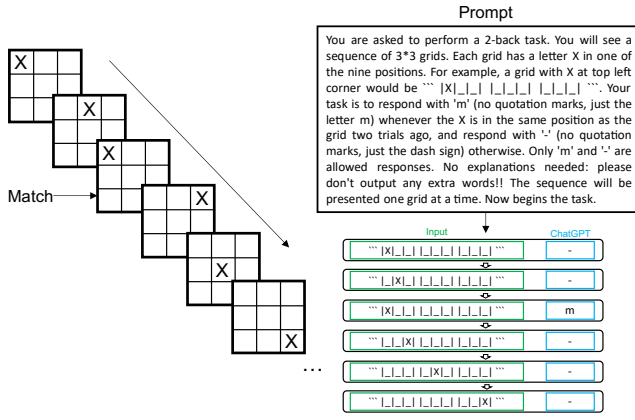 Prompt
You are asked to perform a 2-back task. You will see a
sequence of 3*3 grids. Each grid has a letter X in one of
the nine positions. For example, a grid with X at top left
corner would be ``` |X|_|_| |_|_|_| |_|_|_| ```. Your
task is to respond with 'm' (no quotation marks, just the
letter m) whenever the X is in the same position as the
grid two trials ago, and respond with '-' (no quotation
marks, just the dash sign) otherwise. Only 'm' and '-' are
allowed responses. No explanations needed: please
don't output any extra words!! The sequence will be
presented one grid at a time. Now begins the task.
X
X
X
Match
X
X
X
...
Input ChatGPT
``` |X|_|_| |_|_|_| |_|_|_| ``` -
``` |_|X|_| |_|_|_| |_|_|_| ``` -
``` |X|_|_| |_|_|_| |_|_|_| ``` m
``` |_|_|X| |_|_|_| |_|_|_| ``` -
``` |_|_|_| |_|X|_| |_|_|_| ``` -
``` |_|_|_| |_|_|_| |_|_|X| ``` -